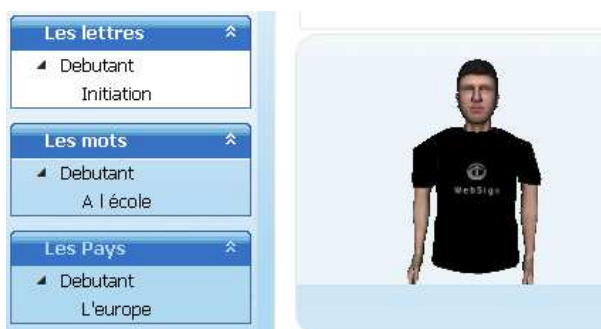 Les lettres
Debutant
Initiation
Les mots
Debutant
A l école
Les Pays
Debutant
L'europe
WebSign